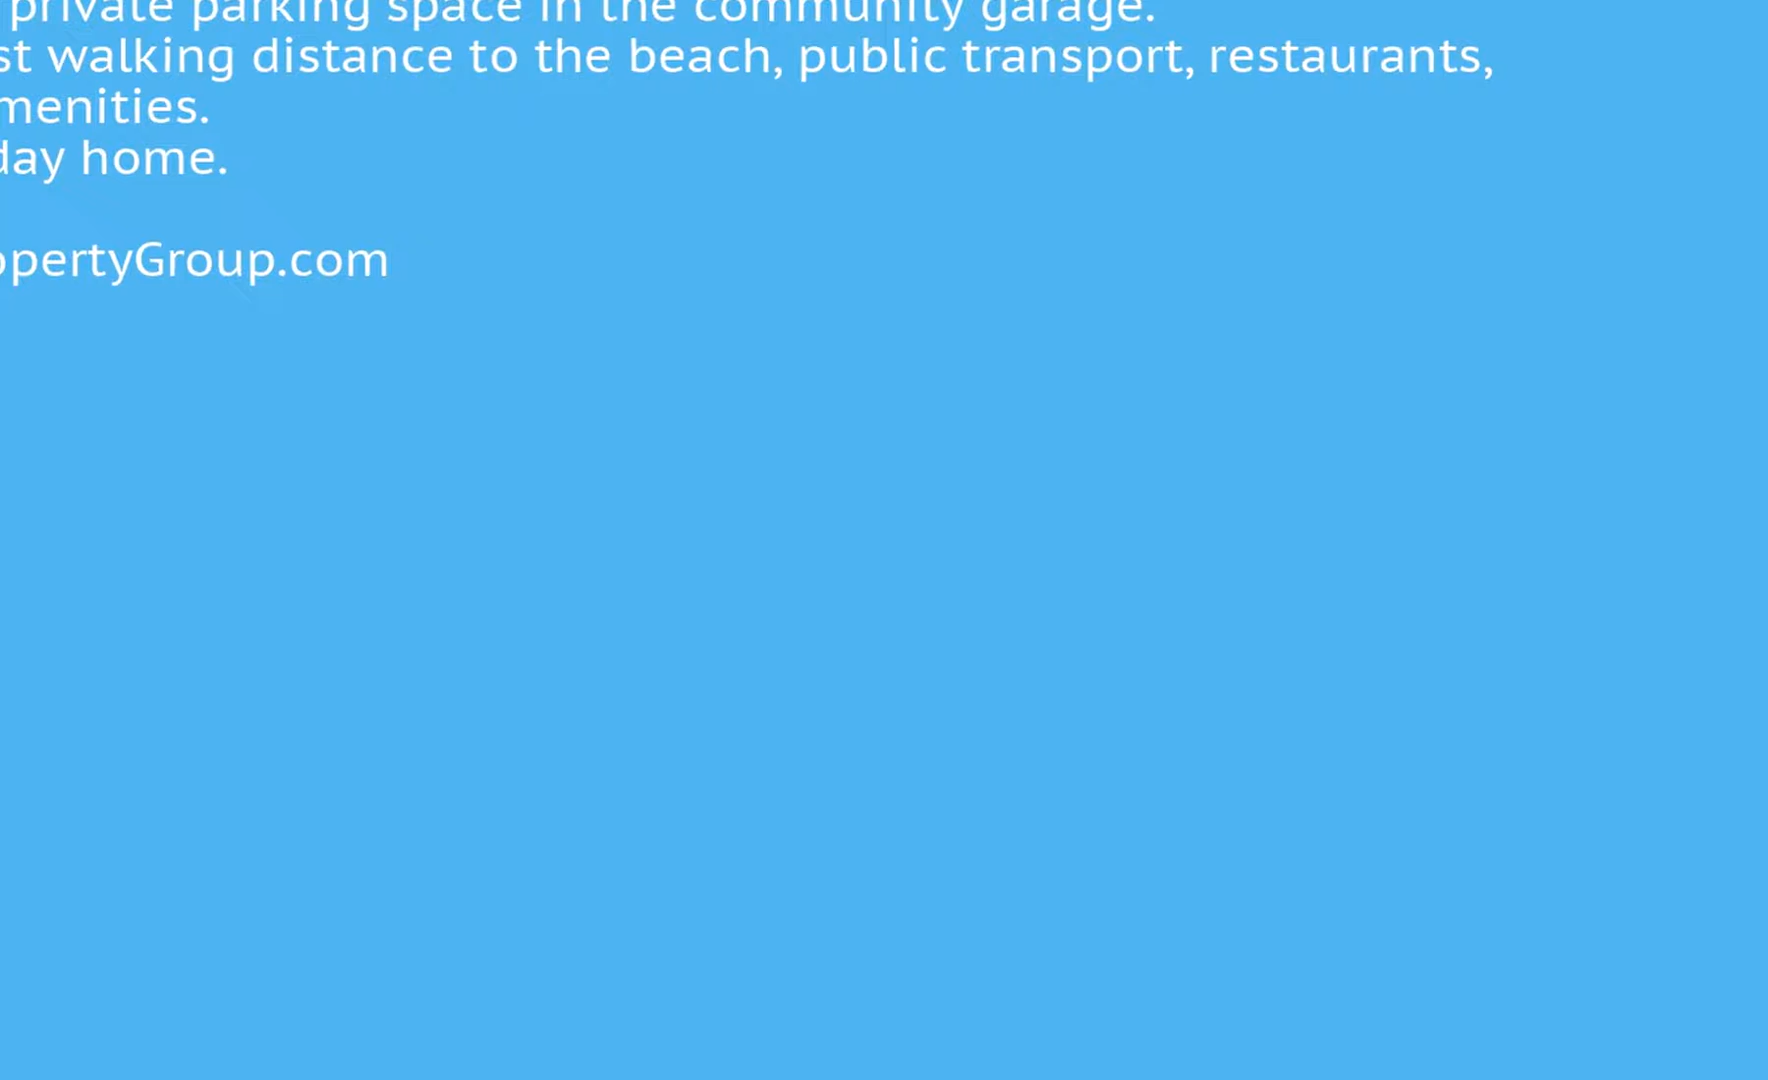 private parking space in the community garage.
st walking distance to the beach, public transport, restaurants,
menities.
day home.
opertyGroup.com